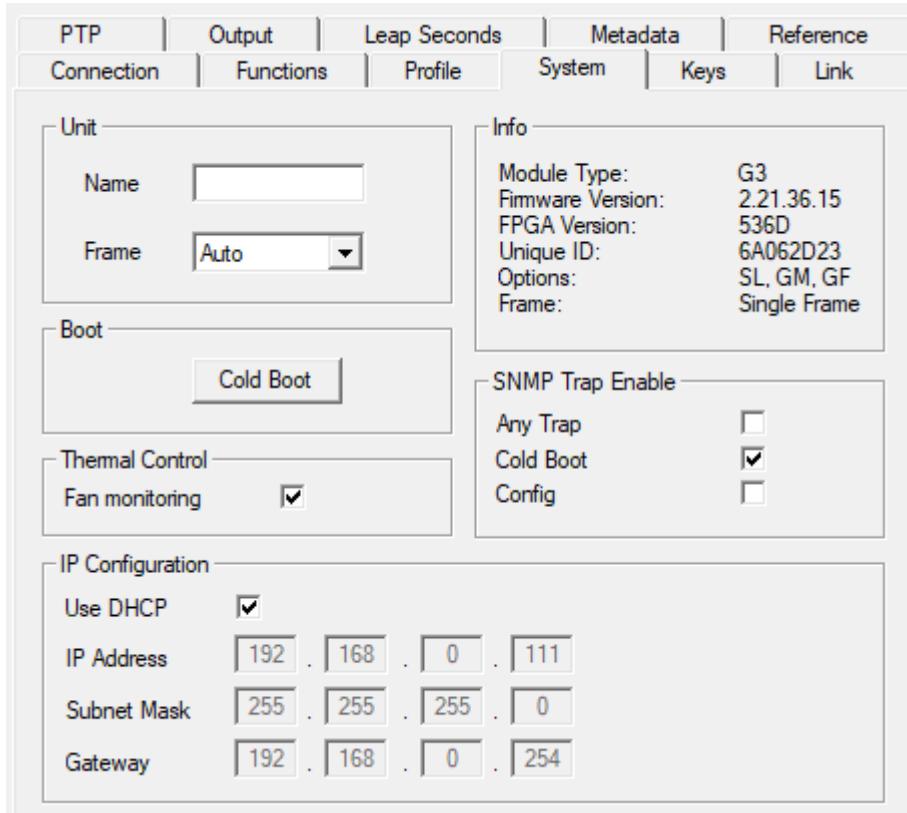 PTP Output Leap Seconds Metadata Reference
Connection Functions Profile System Keys Link
Unit
Name
Frame Auto
Boot
Cold Boot
Thermal Control
Fan monitoring
Info
Module Type: G3
Firmware Version: 2.21.36.15
FPGA Version: 536D
Unique ID: 6A062D23
Options: SL, GM, GF
Frame: Single Frame
SNMP Trap Enable
Any Trap
Cold Boot
Config
IP Configuration
Use DHCP
IP Address 192 . 168 . 0 . 111
Subnet Mask 255 . 255 . 255 . 0
Gateway 192 . 168 . 0 . 254